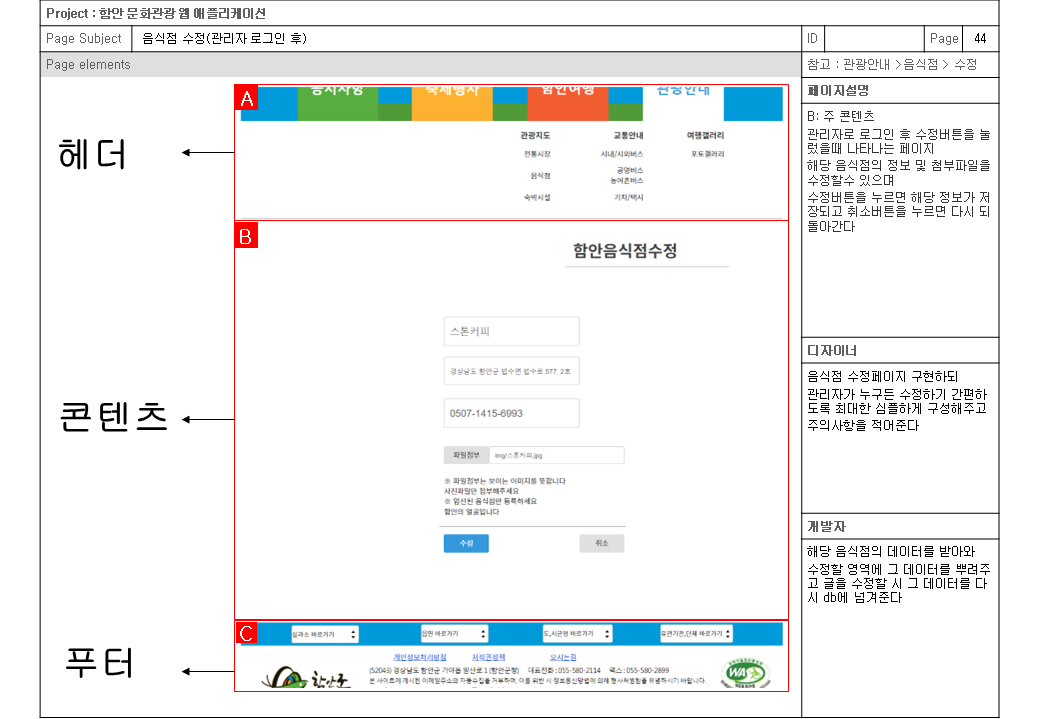 Project : 함안 문화관광 웹 애플리케이션
Page Subject 음식점 수정(관리자 로그인 후) ID Page 44
Page elements 참고 : 관광안내 >음식점 > 수정
A
공지사항 축제행사 함안여행 관광안내
관광지도 교통안내 여행갤러리
전통시장 시내/시외버스 포토갤러리
음식점 공영버스
농어촌버스
숙박시설 기차/택시
헤더
B
함안음식점수정
스톤커피
경상남도 함안군 법수면 법수로 577, 2호
0507-1415-6993
파일첨부 img/스톤커피.jpg
※ 파일첨부는 보이는 이미지를 뜻합니다
사진파일만 첨부해주세요
※ 엄선된 음식점만 등록하세요
함안의 얼굴입니다
수정 취소
콘텐츠
C
실과소 바로가기 읍면 바로가기 도,시군청 바로가기 유관기관,단체 바로가기
개인정보처리방침 저작권정책 오시는길
(52043) 경상남도 함안군 가야읍 말산로 1 (함안군청) 대표전화 : 055-580-2114 팩스 : 055-580-2899
본 사이트에 게시된 이메일주소의 자동수집을 거부하며, 이를 위반 시 정보통신망법에 의해 형사처벌됨을 유념하시기 바랍니다.
함안군
WA
푸터
페이지설명
B: 주 콘텐츠
관리자로 로그인 후 수정버튼을 눌
렀을때 나타나는 페이지
해당 음식점의 정보 및 첨부파일을
수정할수 있으며
수정버튼을 누르면 해당 정보가 저
장되고 취소버튼을 누르면 다시 되
돌아간다
디자이너
음식점 수정페이지 구현하되
관리자가 누구든 수정하기 간편하
도록 최대한 심플하게 구성해주고
주의사항을 적어준다
개발자
해당 음식점의 데이터를 받아와
수정할 영역에 그 데이터를 뿌려주
고 글을 수정할 시 그 데이터를 다
시 db에 넘겨준다